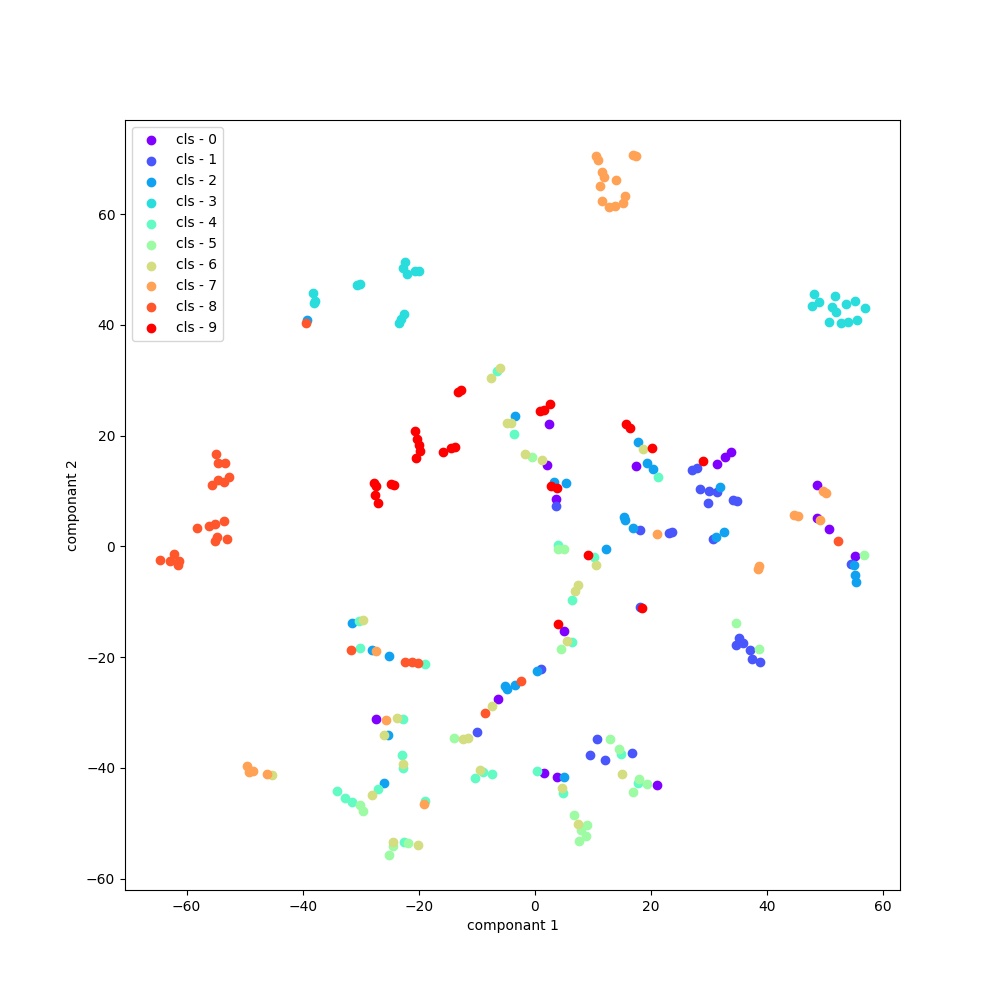 cls - 0
cls - 1
cls - 2
cls - 3
cls - 4
cls - 5
cls - 6
cls - 7
cls - 8
cls - 9
60
40
20
0
−20
−40
−60
componant 2
−60 −40 −20 0 20 40 60
componant 1